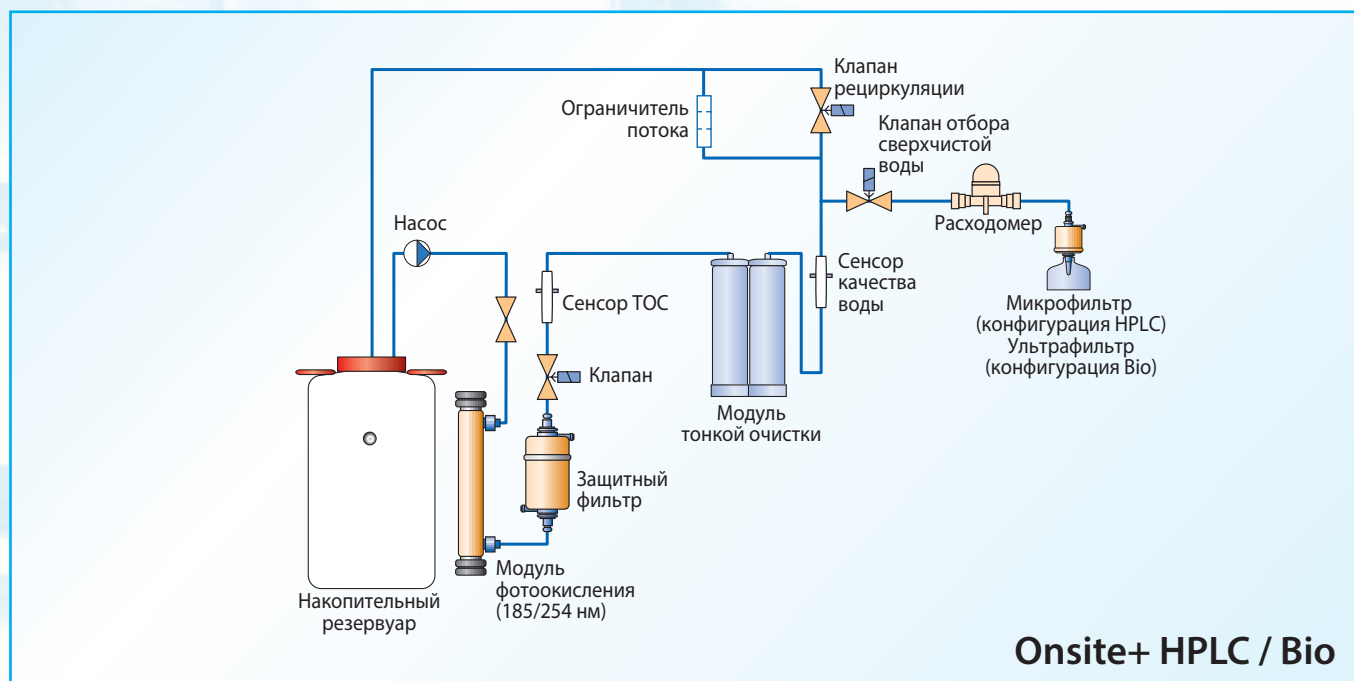 Клапан
рециркуляции
Ограничитель
потока
Клапан отбора
сверхчистой
воды
Насос
Расходомер
Сенсор ТОС
Сенсор
качества
воды
Микрофильтр
(конфигурация HPLC)
Ультрафильтр
(конфигурация Bio)
Клапан
Модуль
тонкой очистки
Защитный
фильтр
Модуль
фотоокисления
(185/254 нм)
Накопительный
резервуар
Onsite+ HPLC / Bio